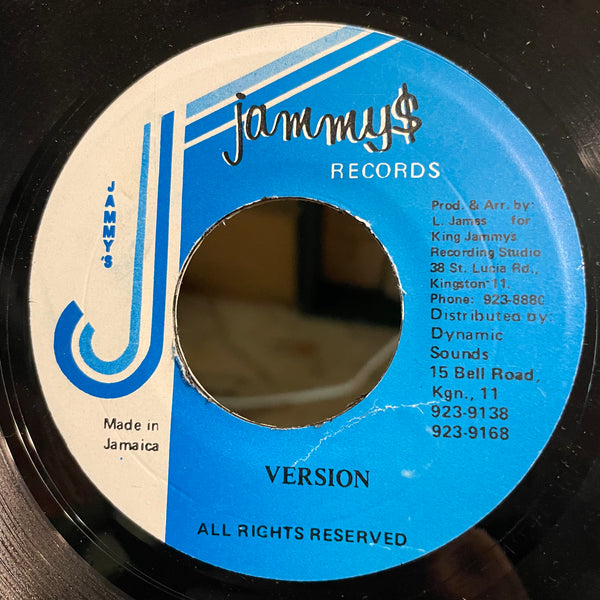 jammy$
RECORDS
JAMMY'S
Prod. & Arr. by:
L. James for
King Jammys
Recording Studio
38 St. Lucia Rd.,
Kingston 11.
Phone: 923-8880
Distributed by:
Dynamic
Sounds
15 Bell Road,
Kgn., 11
923-9138
923-9168
Made in
Jamaica
VERSION
ALL RIGHTS RESERVED